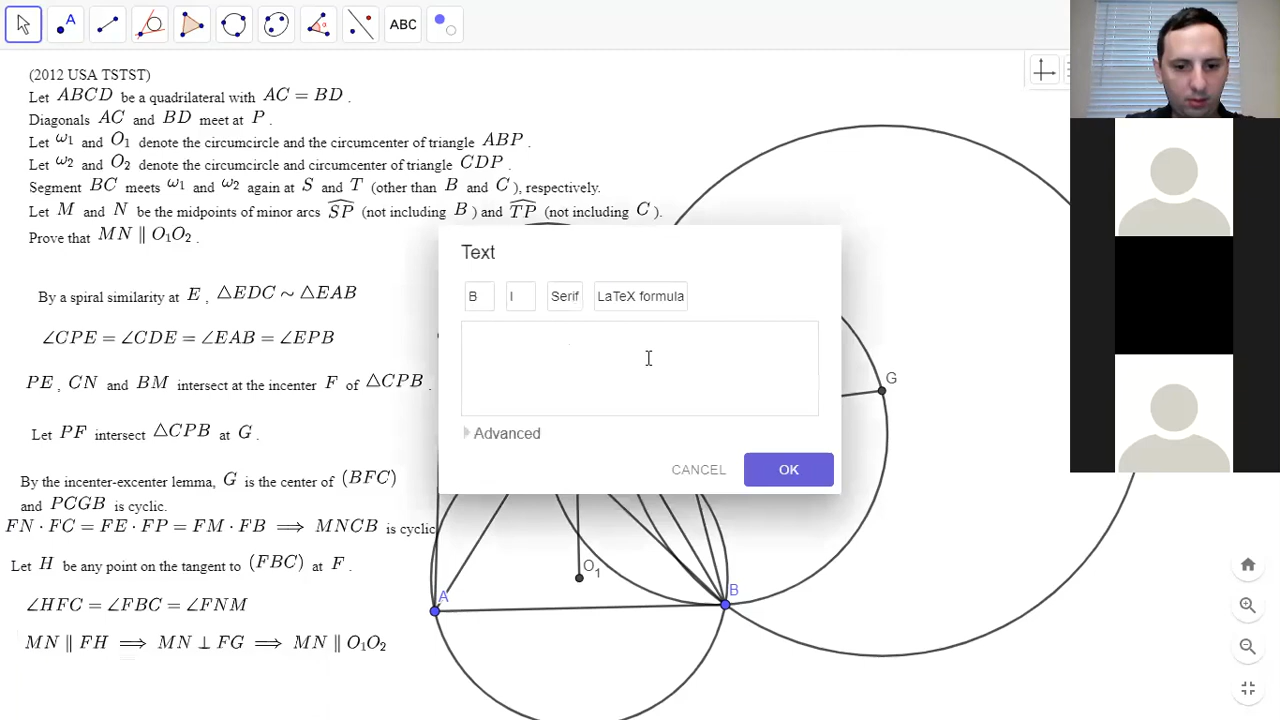 ABC
(2012 USA TSTST)
Let ABCD be a quadrilateral with AC = BD .
Diagonals AC and BD meet at P .
Let ω₁ and O₁ denote the circumcircle and the circumcenter of triangle ABP .
Let ω₂ and O₂ denote the circumcircle and circumcenter of triangle CDP .
Segment BC meets ω₁ and ω₂ again at S and T (other than B and C ), respectively.
Let M and N be the midpoints of minor arcs S͡P (not including B ) and T͡P (not including C ).
Prove that MN ∥ O₁O₂ .
By a spiral similarity at E , △EDC ∼ △EAB
∠CPE = ∠CDE = ∠EAB = ∠EPB
PE , CN and BM intersect at the incenter F of △CPB .
Let PF intersect △CPB at G .
By the incenter-excenter lemma, G is the center of (BFC)
and PCGB is cyclic.
FN · FC = FE · FP = FM · FB ⟹ MNCB is cyclic
Let H be any point on the tangent to (FBC) at F .
∠HFC = ∠FBC = ∠FNM
MN ∥ FH ⟹ MN ⊥ FG ⟹ MN ∥ O₁O₂
Text
B I Serif LaTeX formula
Advanced
CANCEL OK
G
O₁
A
B